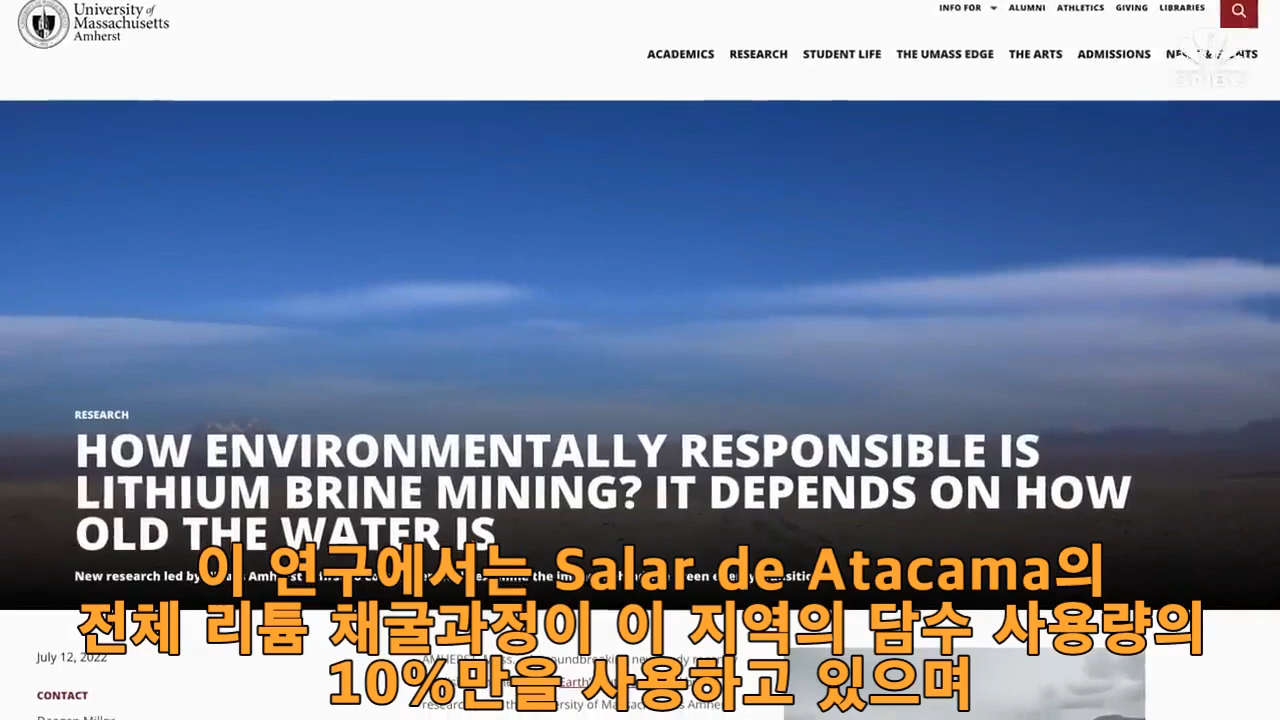 University of
Massachusetts
Amherst
INFO FOR ALUMNI ATHLETICS GIVING LIBRARIES
ACADEMICS RESEARCH STUDENT LIFE THE UMASS EDGE THE ARTS ADMISSIONS
RESEARCH
HOW ENVIRONMENTALLY RESPONSIBLE IS
LITHIUM BRINE MINING? IT DEPENDS ON HOW
OLD THE WATER IS
New research led by
이 연구에서는 Salar de Atacama의
전체 리튬 채굴과정이 이 지역의 담수 사용량의
10%만을 사용하고 있으며
July 12, 2022
CONTACT